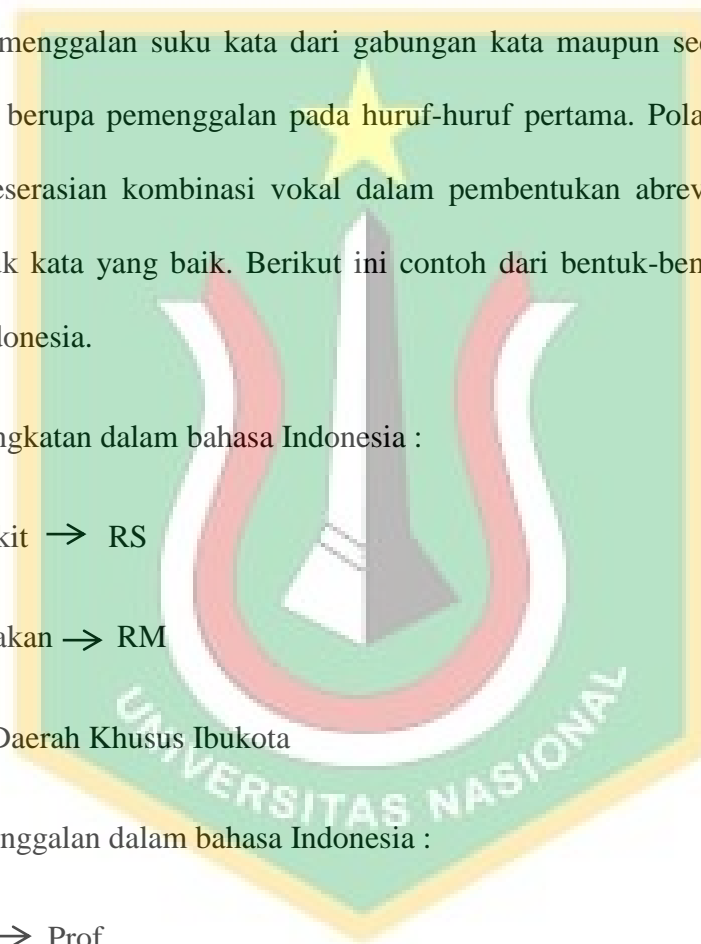 menggalan suku kata dari gabungan kata maupun se
berupa pemenggalan pada huruf-huruf pertama. Pola
eserasian kombinasi vokal dalam pembentukan abrev
k kata yang baik. Berikut ini contoh dari bentuk-ben
donesia.
ngkatan dalam bahasa Indonesia :
kit → RS
akan → RM
Daerah Khusus Ibukota
nggalan dalam bahasa Indonesia :
→ Prof
UNIVERSITAS NASIONAL